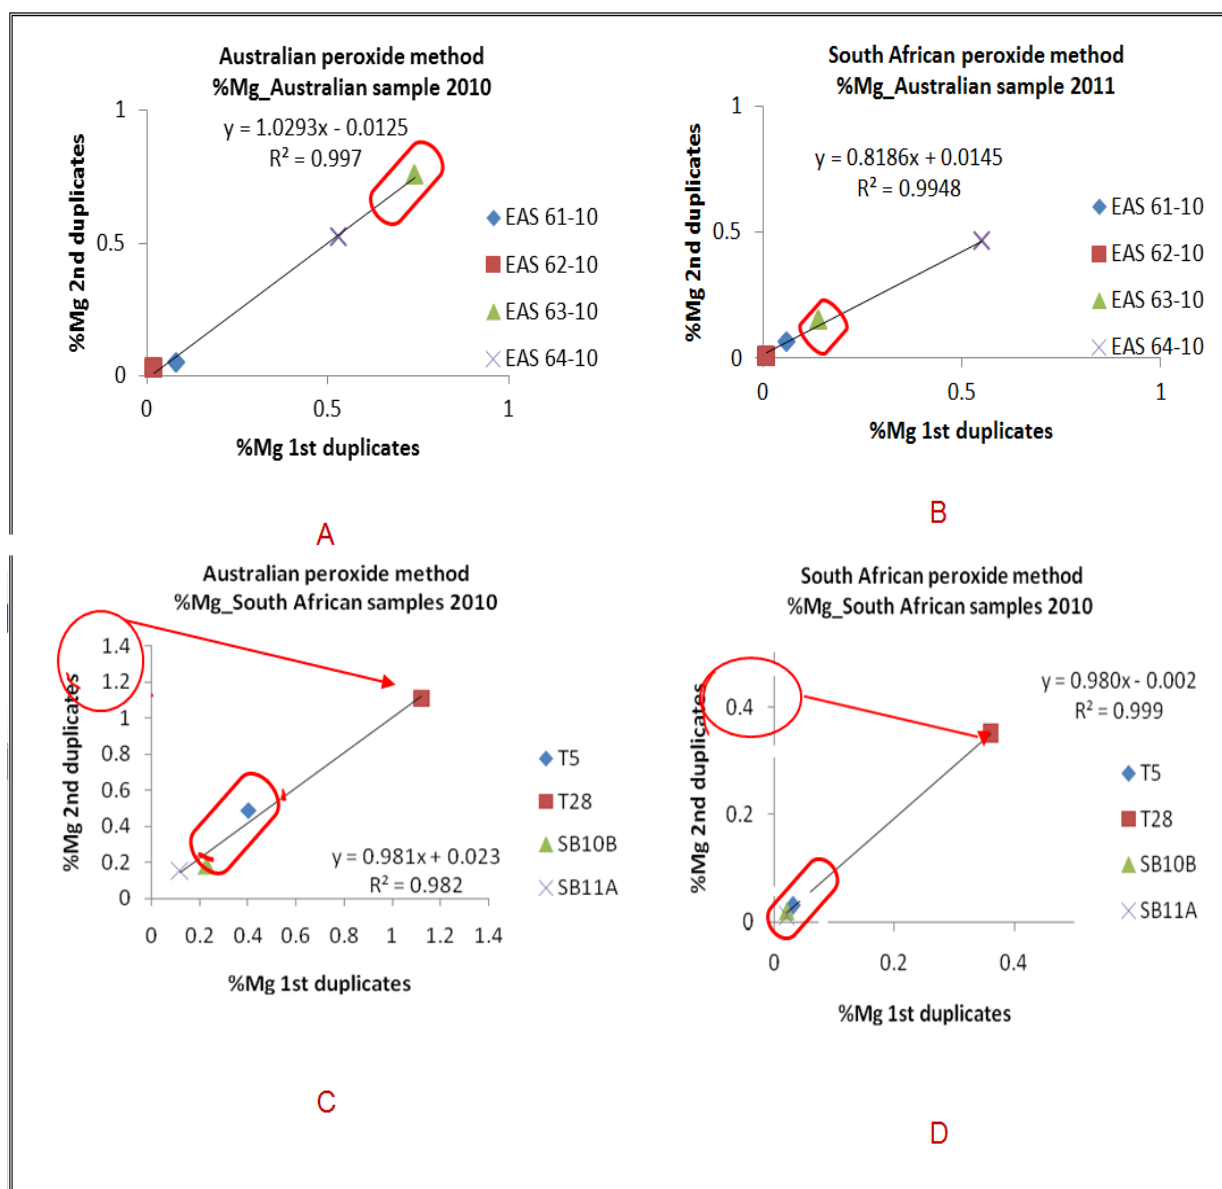 Australian peroxide method
%Mg_Australian sample 2010
1
y = 1.0293x - 0.0125
R² = 0.997
%Mg 2nd duplicates
0.5
0
EAS 61-10
EAS 62-10
EAS 63-10
EAS 64-10
0
0.5
1
%Mg 1st duplicates
A
South African peroxide method
%Mg_Australian sample 2011
1
y = 0.8186x + 0.0145
R² = 0.9948
%Mg 2nd duplicates
0.5
0
EAS 61-10
EAS 62-10
EAS 63-10
EAS 64-10
0
0.5
1
%Mg 1st duplicates
B
Australian peroxide method
%Mg_South African samples 2010
1.4
1.2
1
0.8
0.6
0.4
0.2
0
%Mg 2nd duplicates
T5
T28
SB10B
SB11A
y = 0.981x + 0.023
R² = 0.982
0 0.2 0.4 0.6 0.8 1 1.2 1.4
%Mg 1st duplicates
C
South African peroxide method
%Mg_South African samples 2010
y = 0.980x - 0.002
R² = 0.999
0.4
0.2
0
%Mg 2nd duplicates
T5
T28
SB10B
SB11A
0
0.2
0.4
%Mg 1st duplicates
D